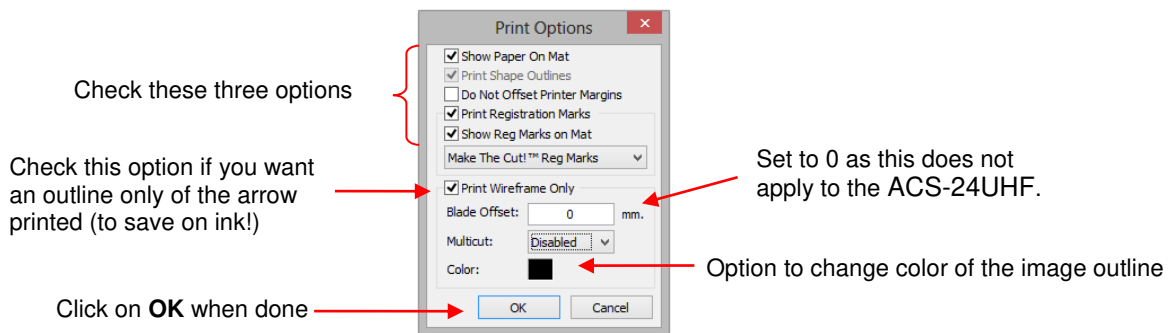 Print Options
Show Paper On Mat
Print Shape Outlines
Do Not Offset Printer Margins
Print Registration Marks
Show Reg Marks on Mat
Make The Cut!™ Reg Marks
Print Wireframe Only
Blade Offset: 0 mm.
Multicut: Disabled
Color:
OK Cancel
Check these three options
Check this option if you want
an outline only of the arrow
printed (to save on ink!)
Set to 0 as this does not
apply to the ACS-24UHF.
Option to change color of the image outline
Click on OK when done